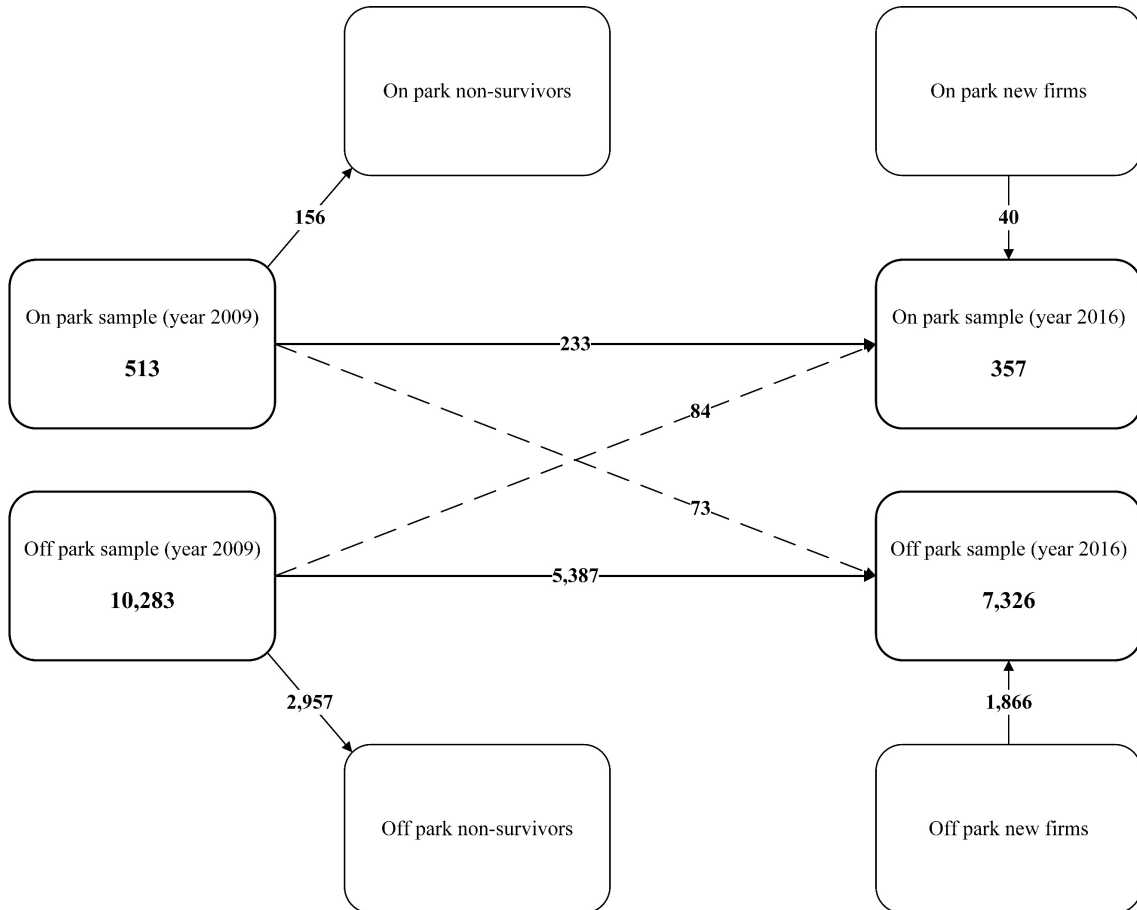 On park non-survivors
On park new firms
156
40
On park sample (year 2009)
513
233
On park sample (year 2016)
357
84
73
Off park sample (year 2009)
10,283
5,387
Off park sample (year 2016)
7,326
2,957
1,866
Off park non-survivors
Off park new firms